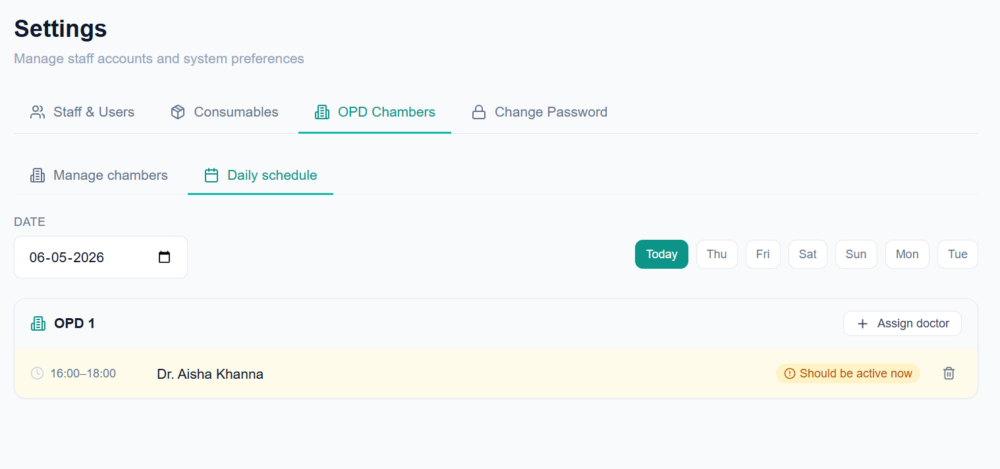 Settings
Manage staff accounts and system preferences
Staff & Users Consumables OPD Chambers Change Password
Manage chambers Daily schedule
DATE
06-05-2026
Today Thu Fri Sat Sun Mon Tue
OPD 1 + Assign doctor
16:00–18:00 Dr. Aisha Khanna Should be active now